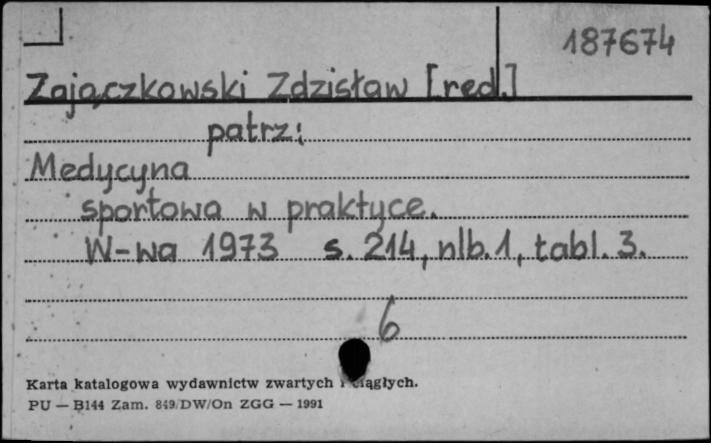 187674
Zajączkowski Zdzisław [red.]
patrz:
Medycyna
sportowa w praktyce.
W-wa 1973 s. 214, nlb. 1, tabl. 3.
6
Karta katalogowa wydawnictw zwartych i ciągłych.
PU — B144 Zam. 849/DW/On ZGG — 1991